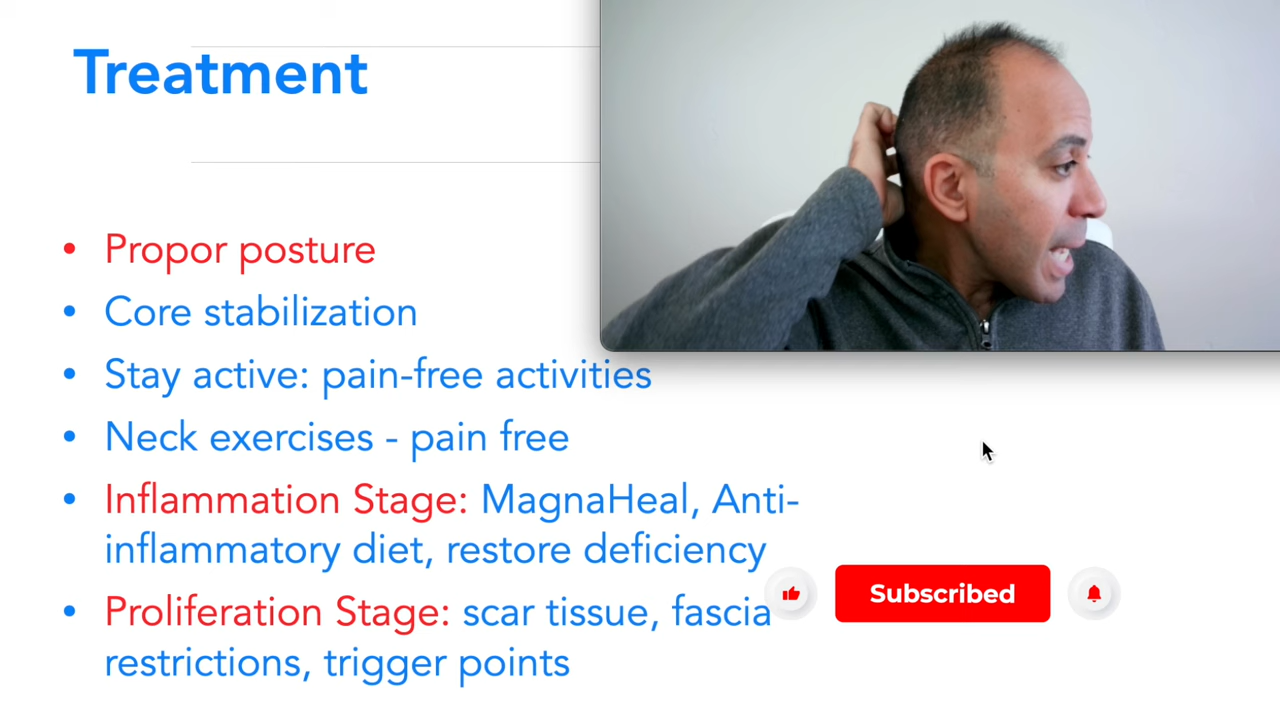 Treatment
• Propor posture
• Core stabilization
• Stay active: pain-free activities
• Neck exercises - pain free
• Inflammation Stage: MagnaHeal, Anti-
inflammatory diet, restore deficiency
• Proliferation Stage: scar tissue, fascia
restrictions, trigger points
Subscribed